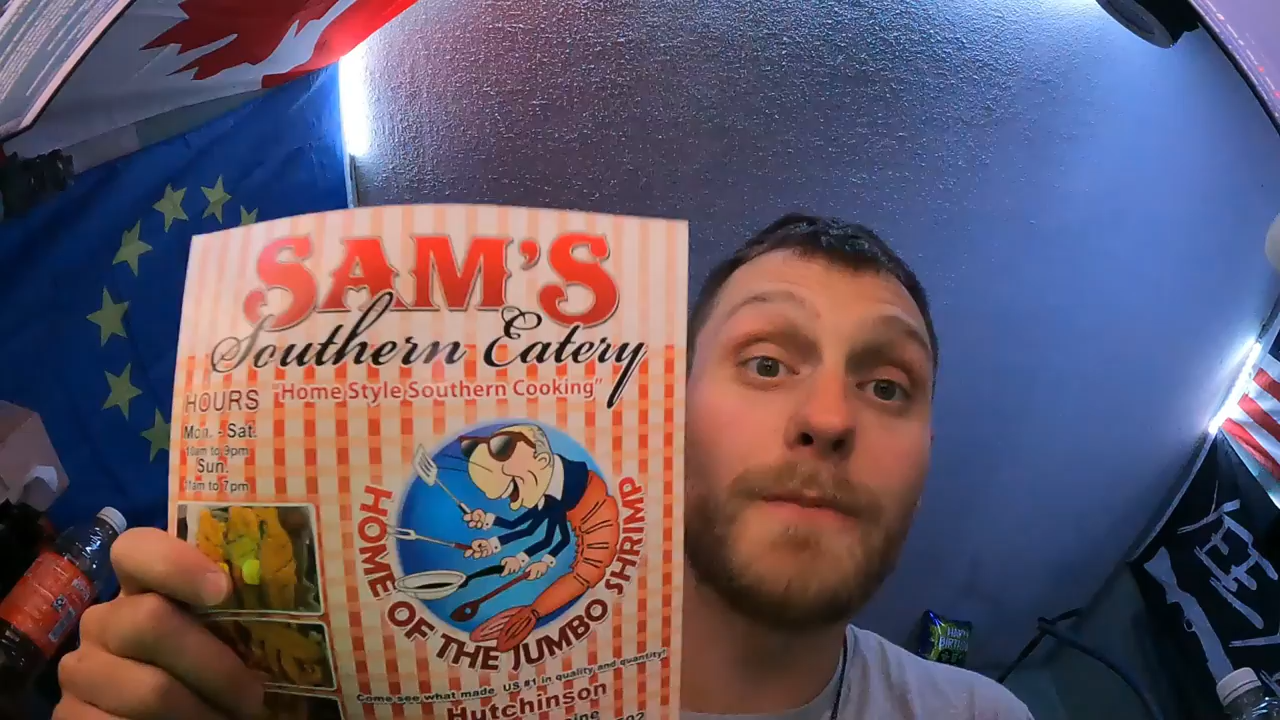 SAM'S
Southern Eatery
"Home Style Southern Cooking"
HOURS
Mon. - Sat.
10am to 9pm
Sun.
11am to 7pm
HOME OF THE JUMBO SHRIMP
Come see what made US #1 in quality and quantity!
Hutchinson
HAPPY